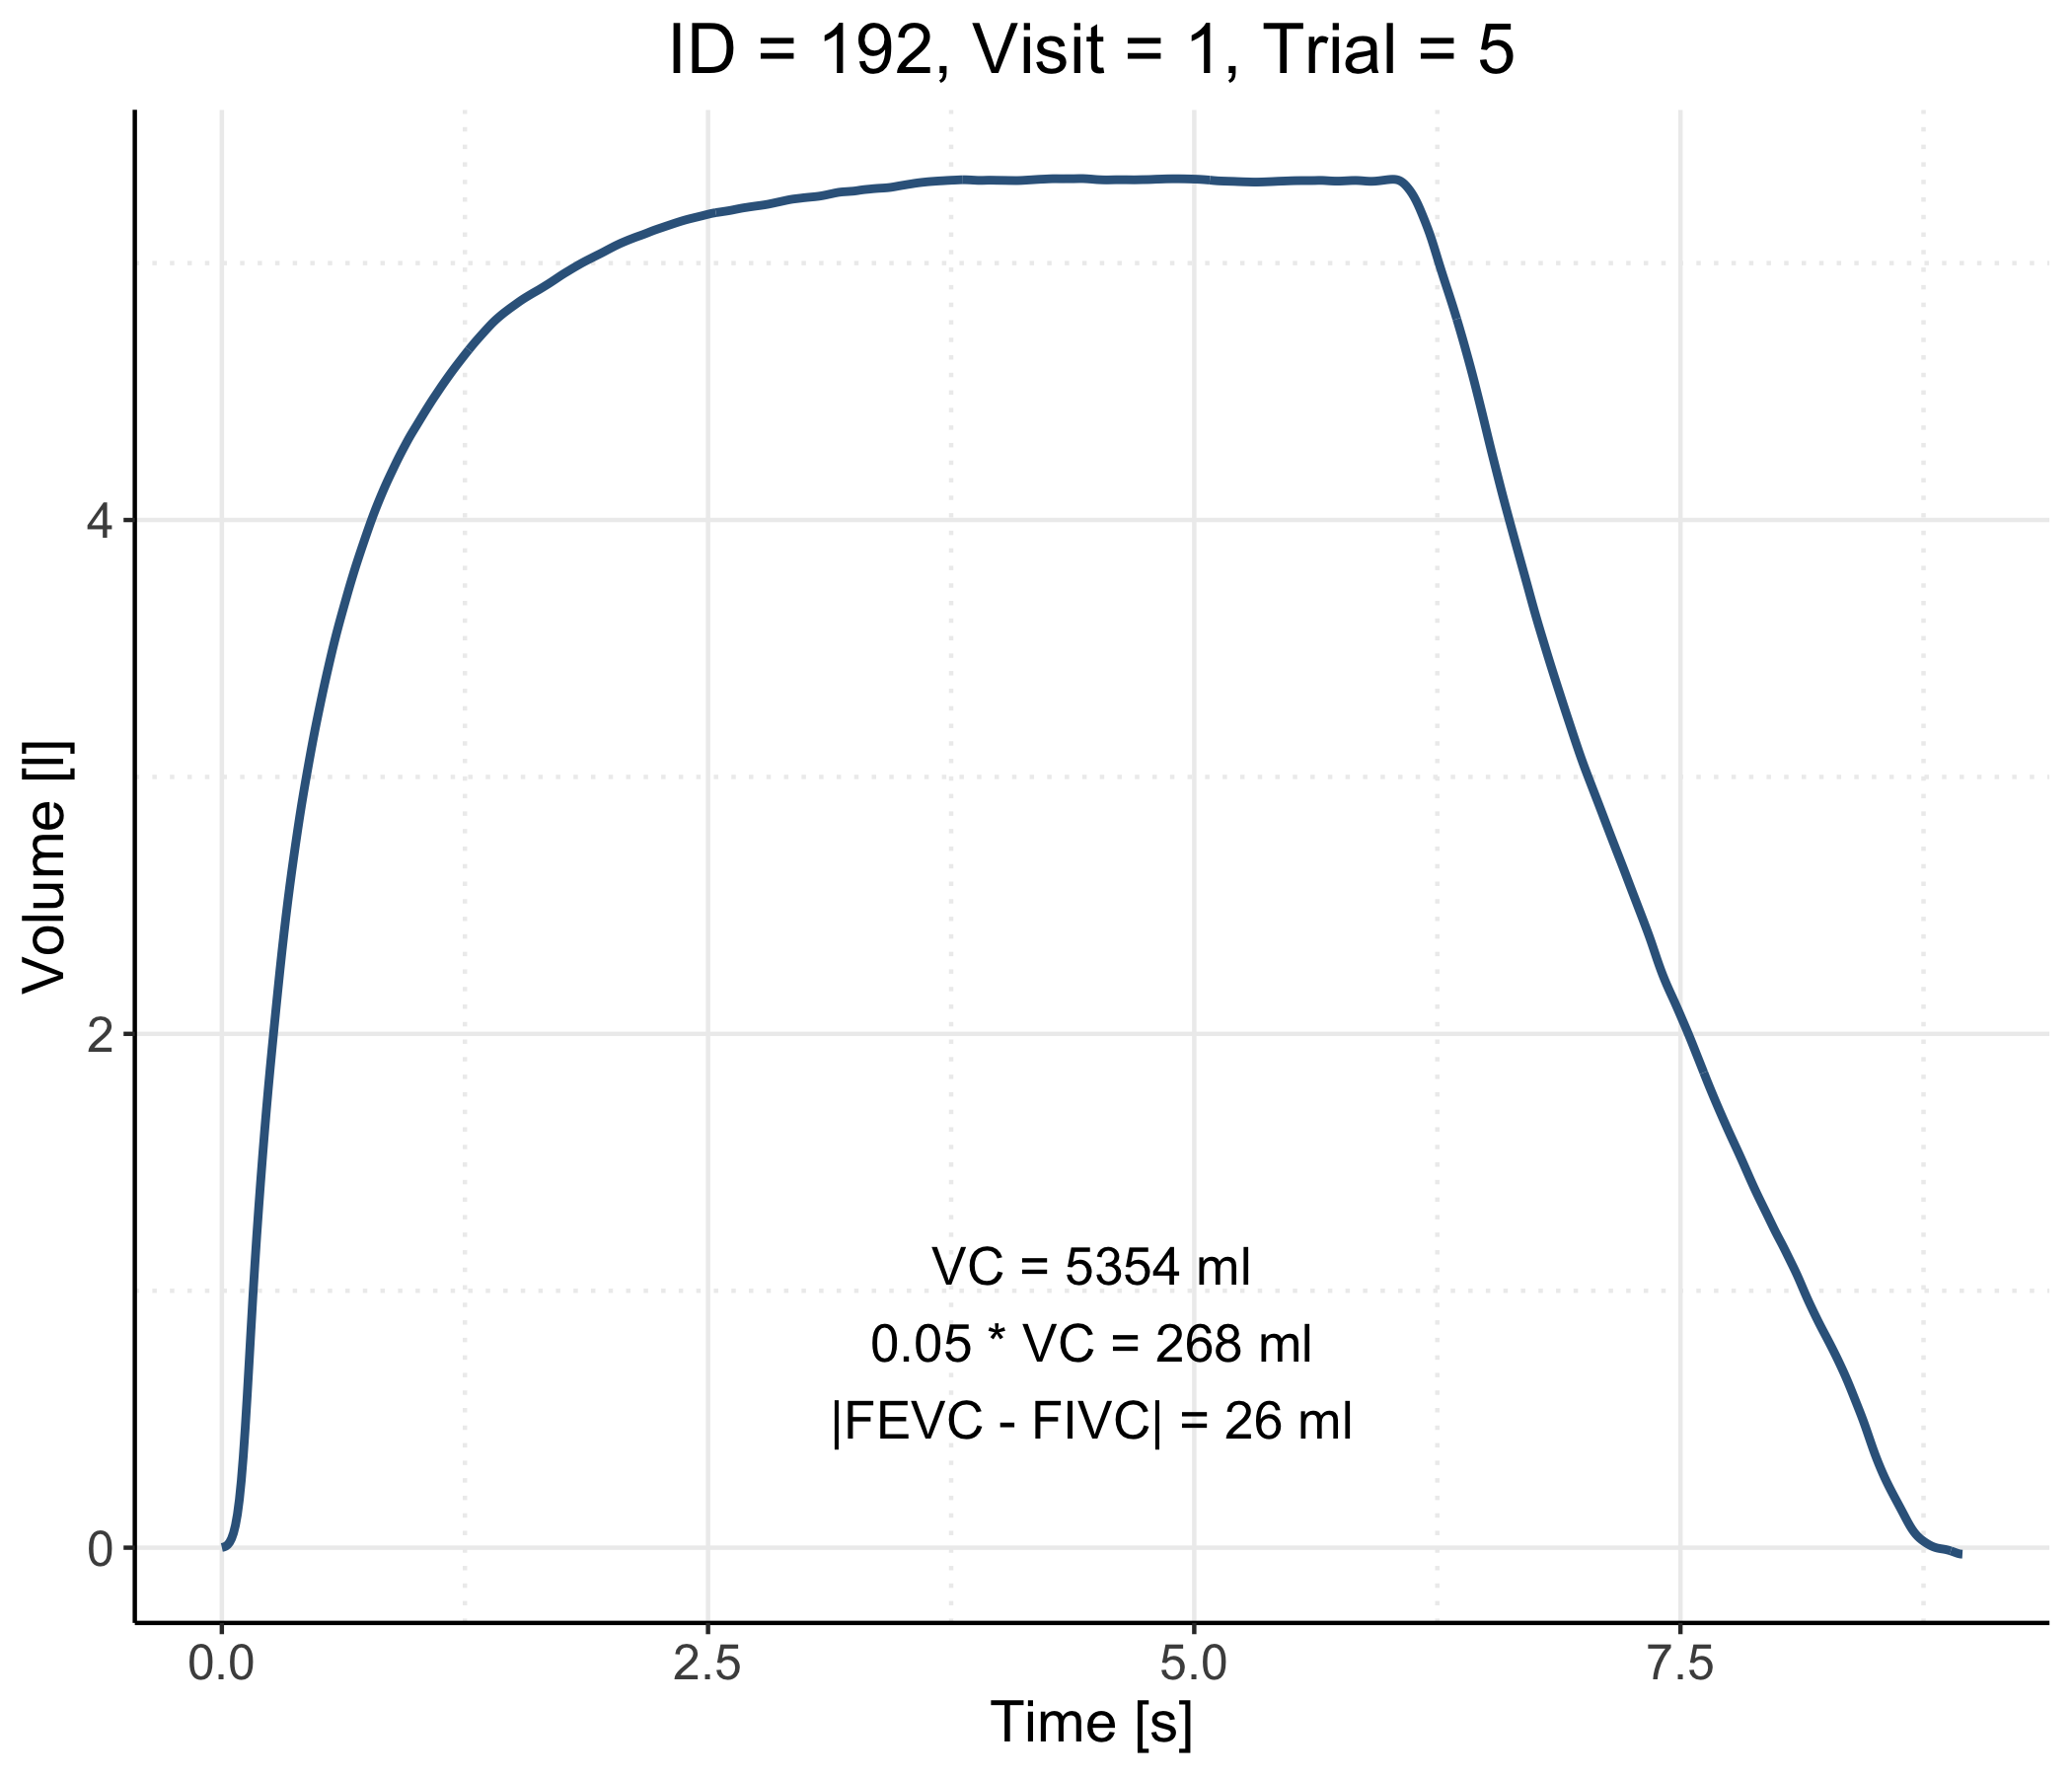 ID = 192, Visit = 1, Trial = 5
Volume [l]
4
2
0
VC = 5354 ml
0.05 * VC = 268 ml
|FEVC - FIVC| = 26 ml
0.0 2.5 5.0 7.5
Time [s]